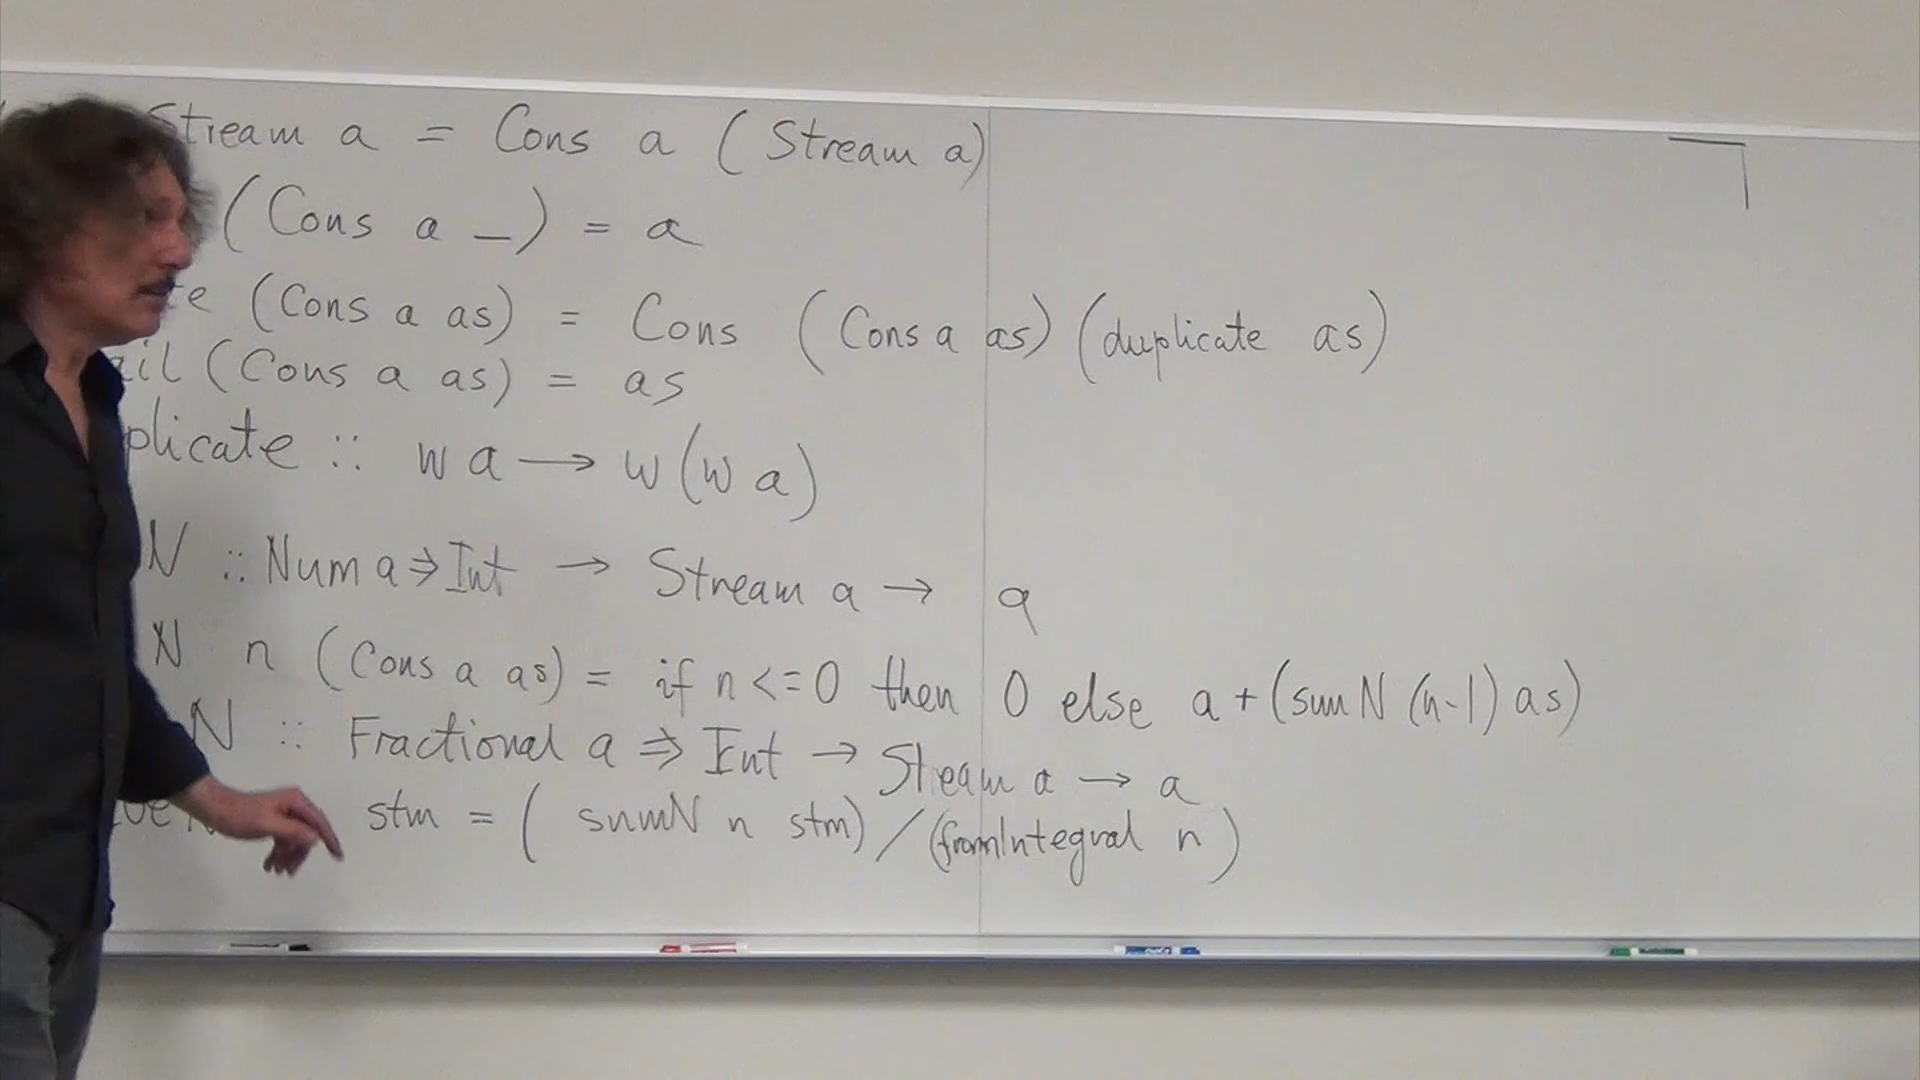 Stream a = Cons a (Stream a)
(Cons a _) = a
(Cons a as) = Cons (Cons a as) (duplicate as)
ail (Cons a as) = as
plicate :: w a → w (w a)
N :: Num a ⇒ Int → Stream a → a
N n (Cons a as) = if n <= 0 then 0 else a + (sumN (n-1) as)
N :: Fractional a ⇒ Int → Stream a → a
stm = (sumN n stm) / (fromIntegral n)